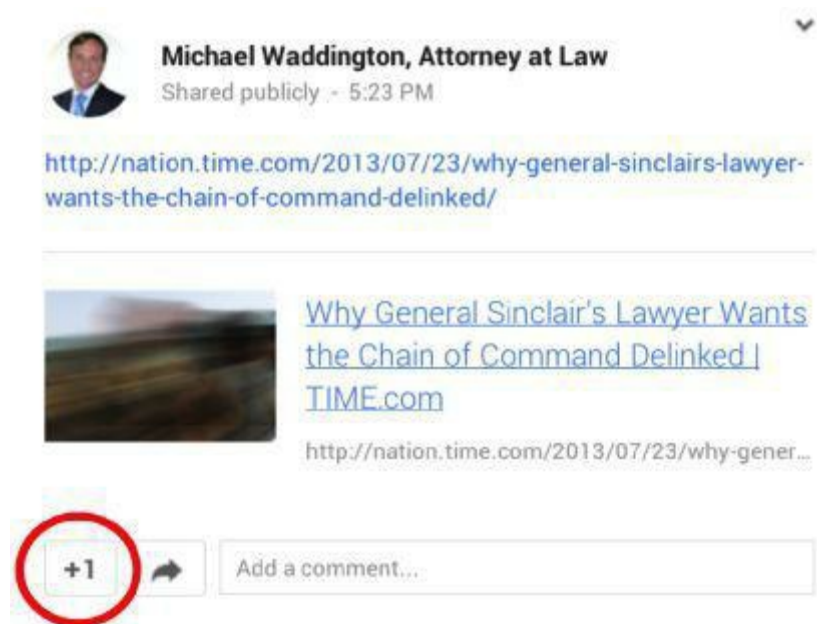 Michael Waddington, Attorney at Law
Shared publicly - 5:23 PM
http://nation.time.com/2013/07/23/why-general-sinclairs-lawyer-
wants-the-chain-of-command-delinked/
Why General Sinclair's Lawyer Wants
the Chain of Command Delinked |
TIME.com
http://nation.time.com/2013/07/23/why-gener...
+1 Add a comment...